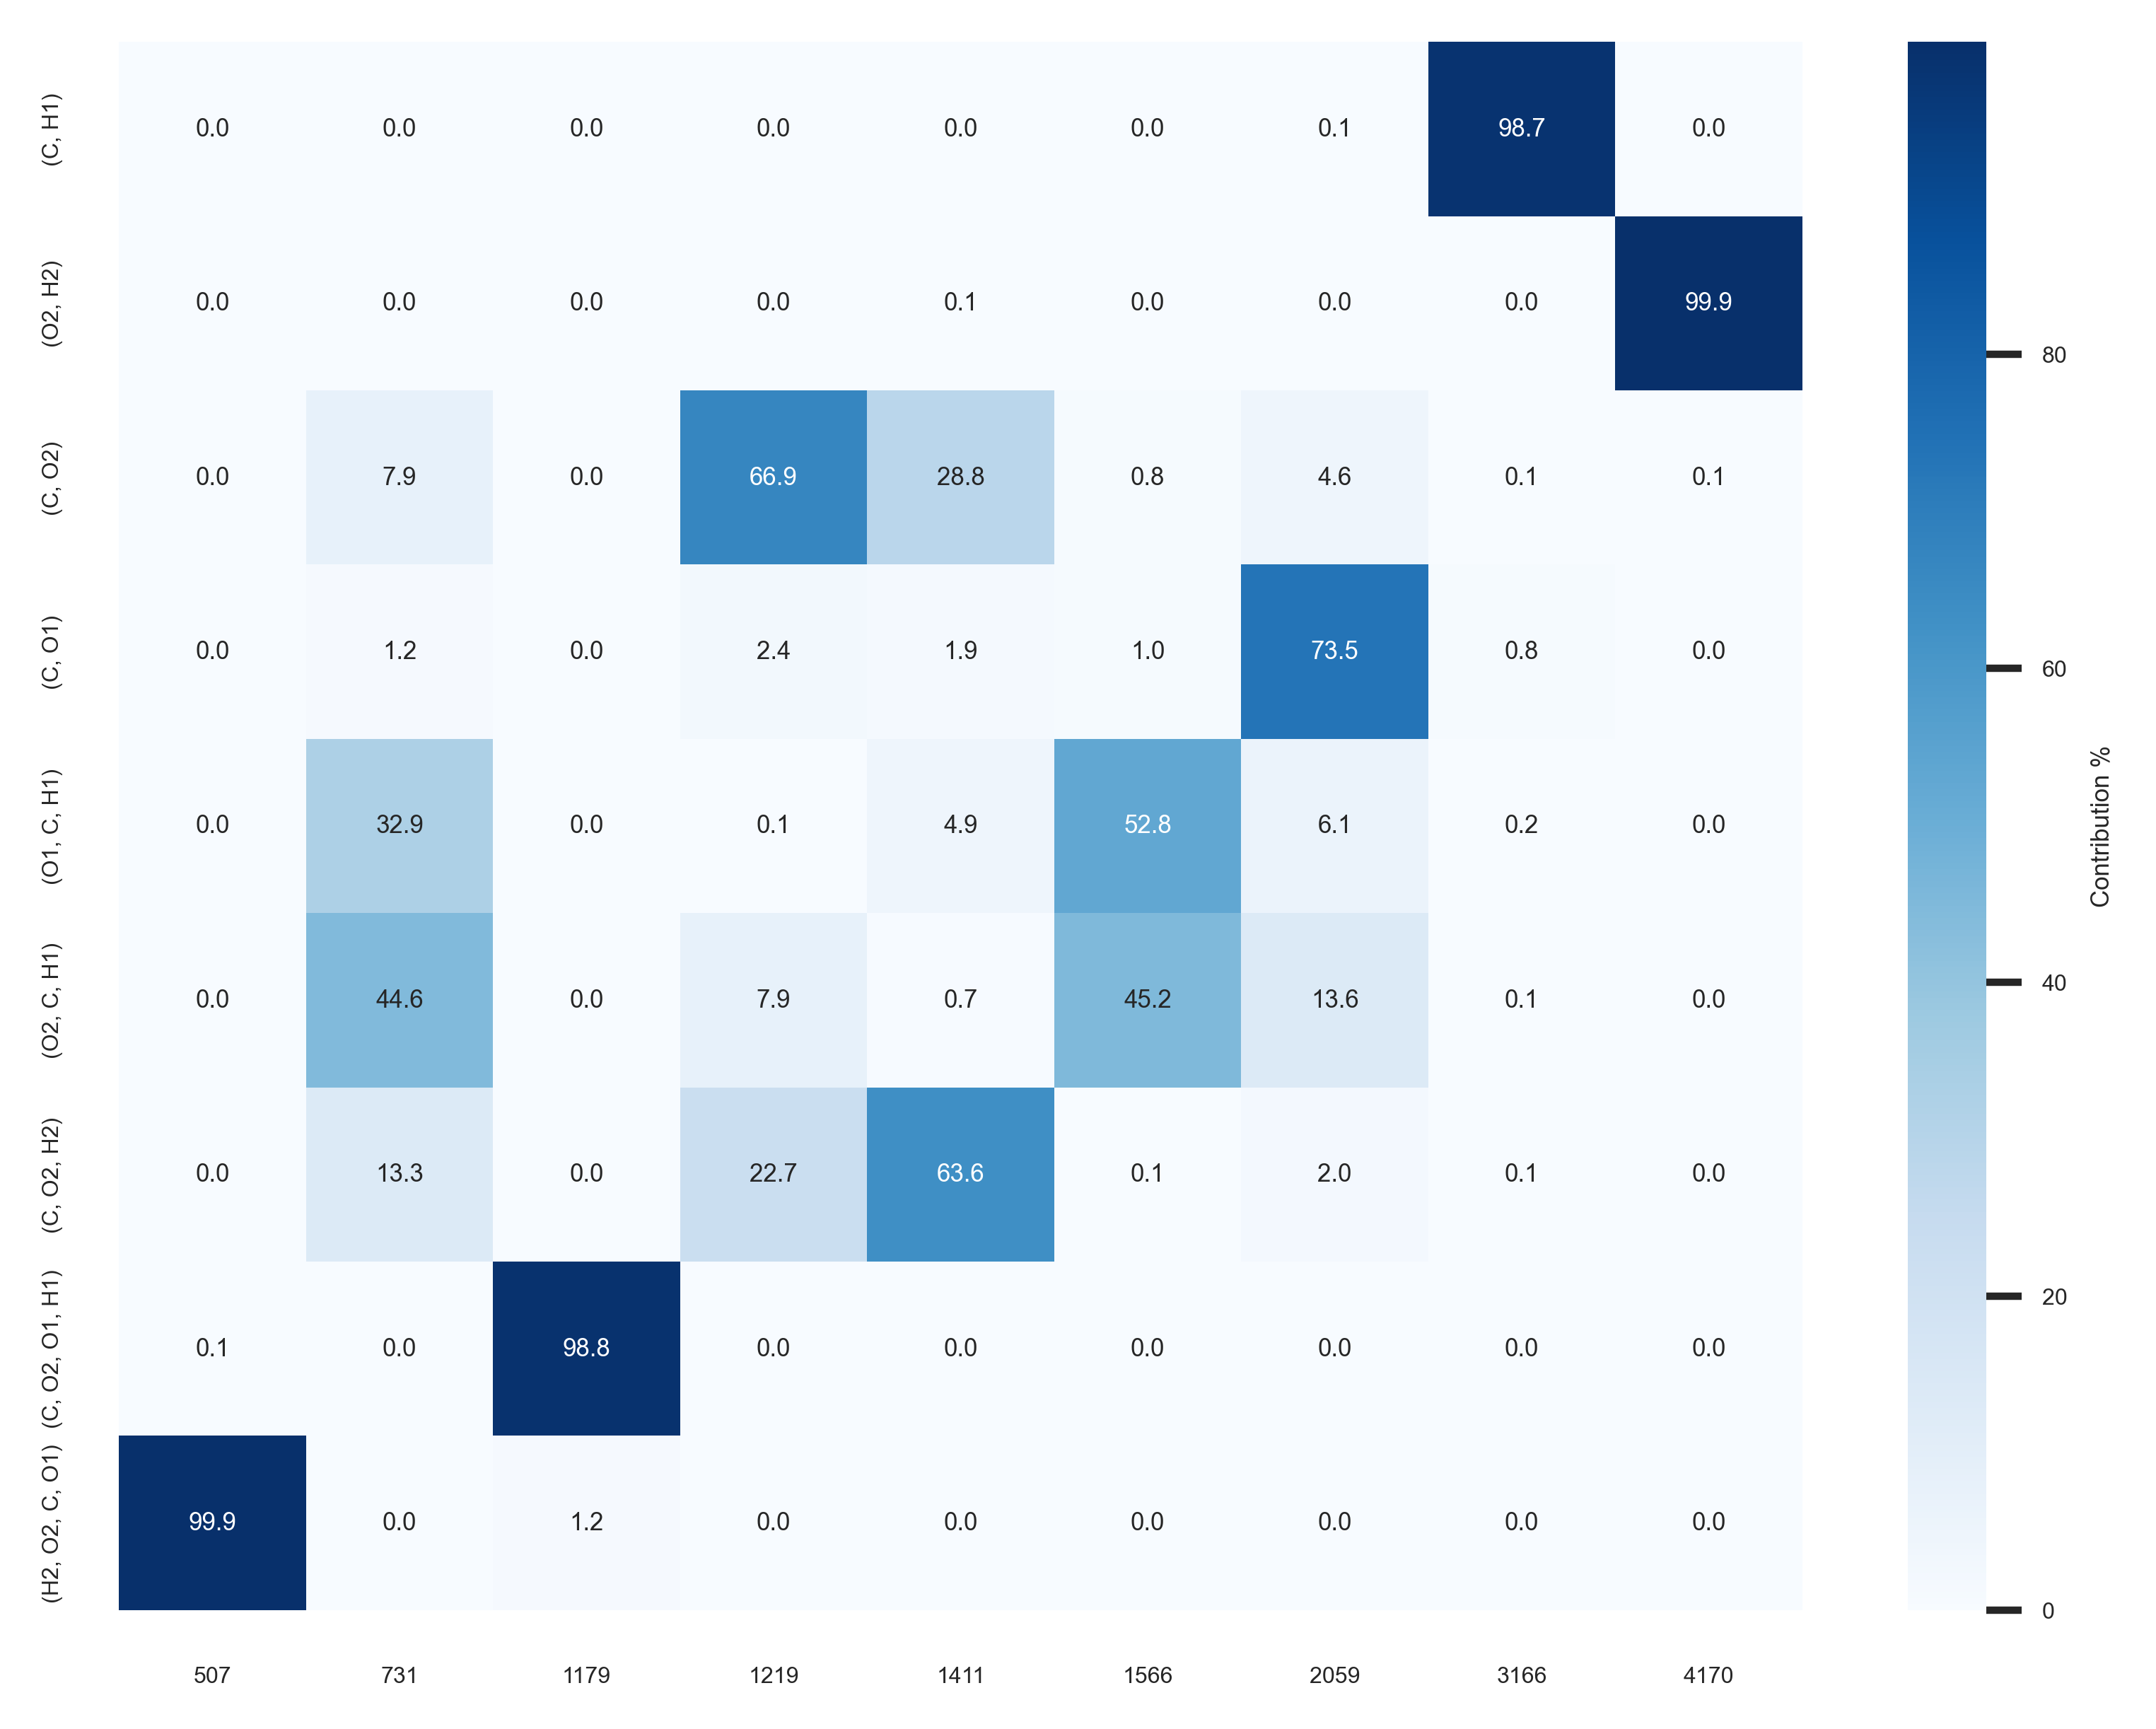 (C, H1) 0.0 0.0 0.0 0.0 0.0 0.0 0.1 98.7 0.0
(O2, H2) 0.0 0.0 0.0 0.0 0.1 0.0 0.0 0.0 99.9
(C, O2) 0.0 7.9 0.0 66.9 28.8 0.8 4.6 0.1 0.1
(C, O1) 0.0 1.2 0.0 2.4 1.9 1.0 73.5 0.8 0.0
(O1, C, H1) 0.0 32.9 0.0 0.1 4.9 52.8 6.1 0.2 0.0
(O2, C, H1) 0.0 44.6 0.0 7.9 0.7 45.2 13.6 0.1 0.0
(C, O2, H2) 0.0 13.3 0.0 22.7 63.6 0.1 2.0 0.1 0.0
(C, O2, O1, H1) 0.1 0.0 98.8 0.0 0.0 0.0 0.0 0.0 0.0
(H2, O2, C, O1) 99.9 0.0 1.2 0.0 0.0 0.0 0.0 0.0 0.0
507 731 1179 1219 1411 1566 2059 3166 4170
80
60
40
20
0
Contribution %